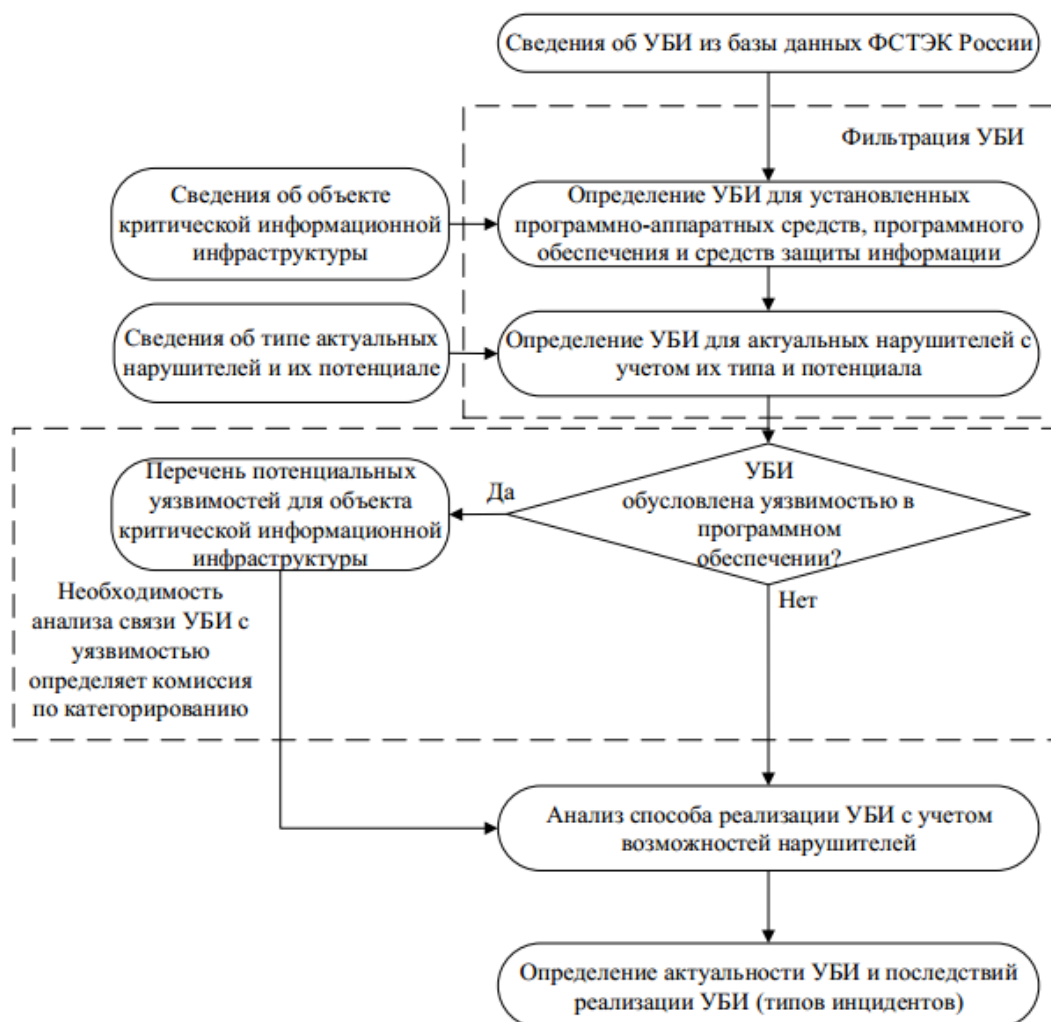 Сведения об УБИ из базы данных ФСТЭК России
Фильтрация УБИ
Сведения об объекте
критической информационной
инфраструктуры
Определение УБИ для установленных
программно-аппаратных средств, программного
обеспечения и средств защиты информации
Сведения об типе актуальных
нарушителей и их потенциале
Определение УБИ для актуальных нарушителей с
учетом их типа и потенциала
Перечень потенциальных
уязвимостей для объекта
критической информационной
инфраструктуры
Да
УБИ
обусловлена уязвимостью в
программном
обеспечении?
Нет
Необходимость
анализа связи УБИ с
уязвимостью
определяет комиссия
по категорированию
Анализ способа реализации УБИ с учетом
возможностей нарушителей
Определение актуальности УБИ и последствий
реализации УБИ (типов инцидентов)